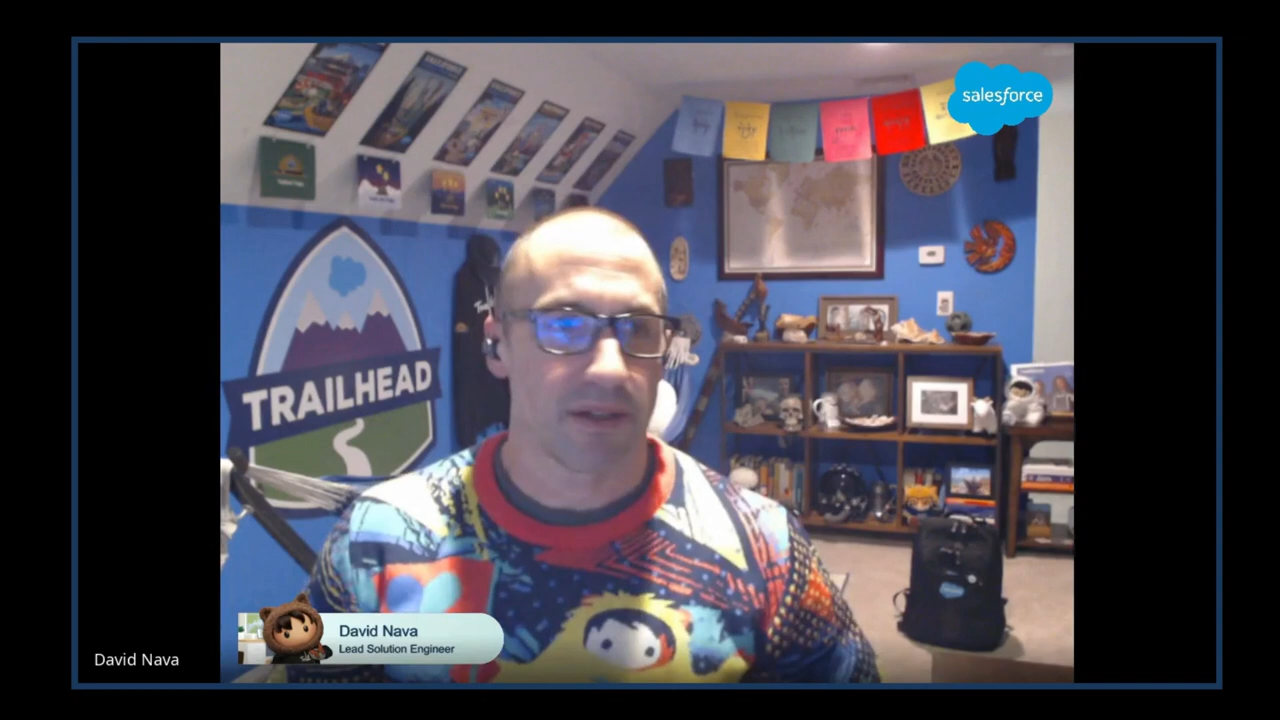 salesforce
TRAILHEAD
David Nava
Lead Solution Engineer
David Nava